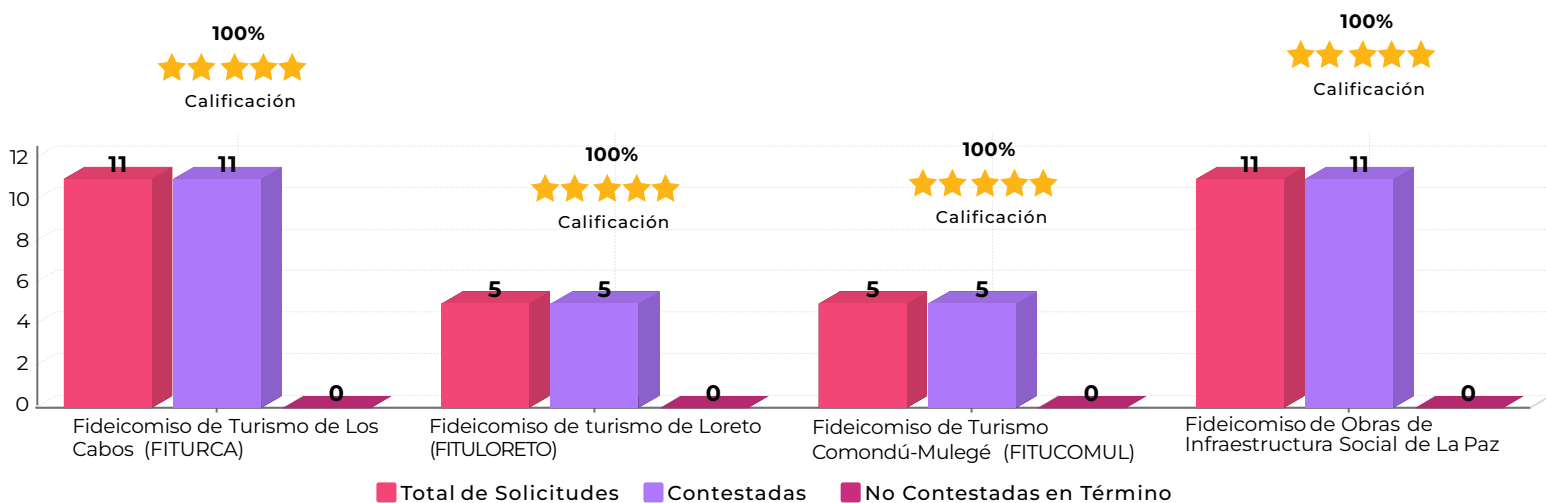 100%
Calificación
100%
Calificación
100%
Calificación
100%
Calificación
12
10
8
6
4
2
0
11
11
0
5
5
0
5
5
0
11
11
0
Fideicomiso de Turismo de Los
Cabos (FITURCA)
Fideicomiso de turismo de Loreto
(FITULORETO)
Fideicomiso de Turismo
Comondú-Mulegé (FITUCOMUL)
Fideicomiso de Obras de
Infraestructura Social de La Paz
Total de Solicitudes
Contestadas
No Contestadas en Término